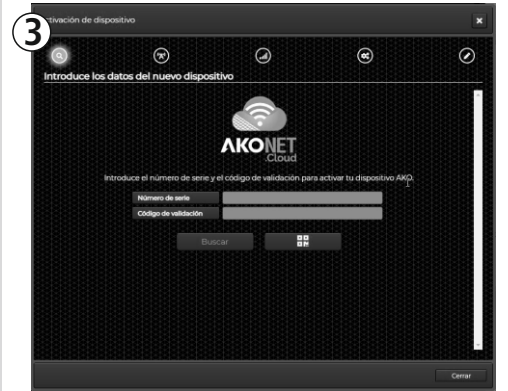 3
ctivación de dispositivo
Introduce los datos del nuevo dispositivo
AKONET
.Cloud
Introduce el número de serie y el código de validación para activar tu dispositivo AKO.
Número de serie
Código de validación
Buscar
Cerrar